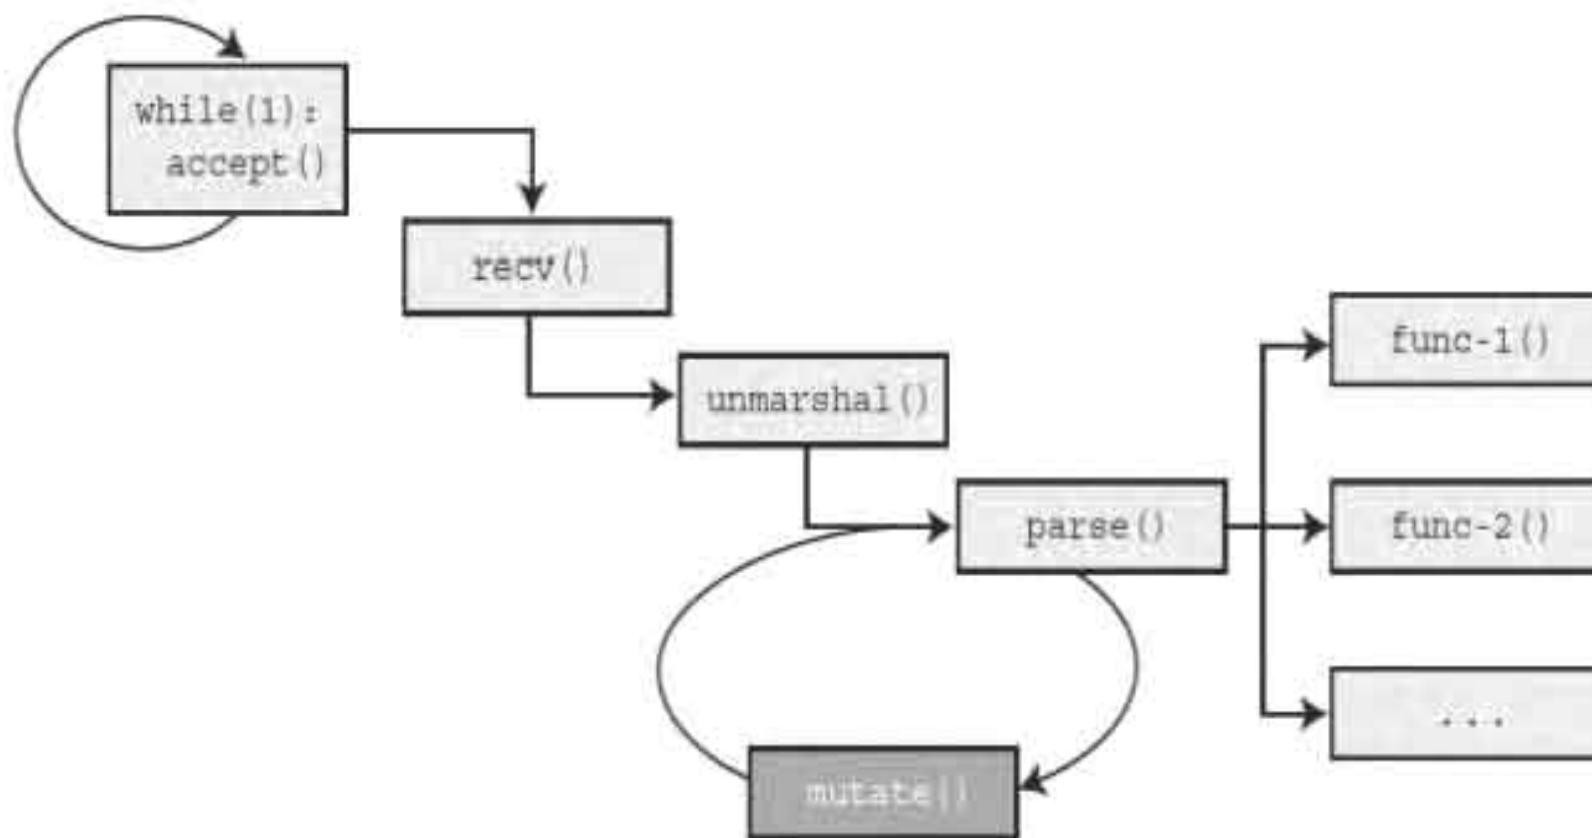 while(1):
accept()
recv()
unmarshal()
func-1()
parse()
func-2()
...
mutate()